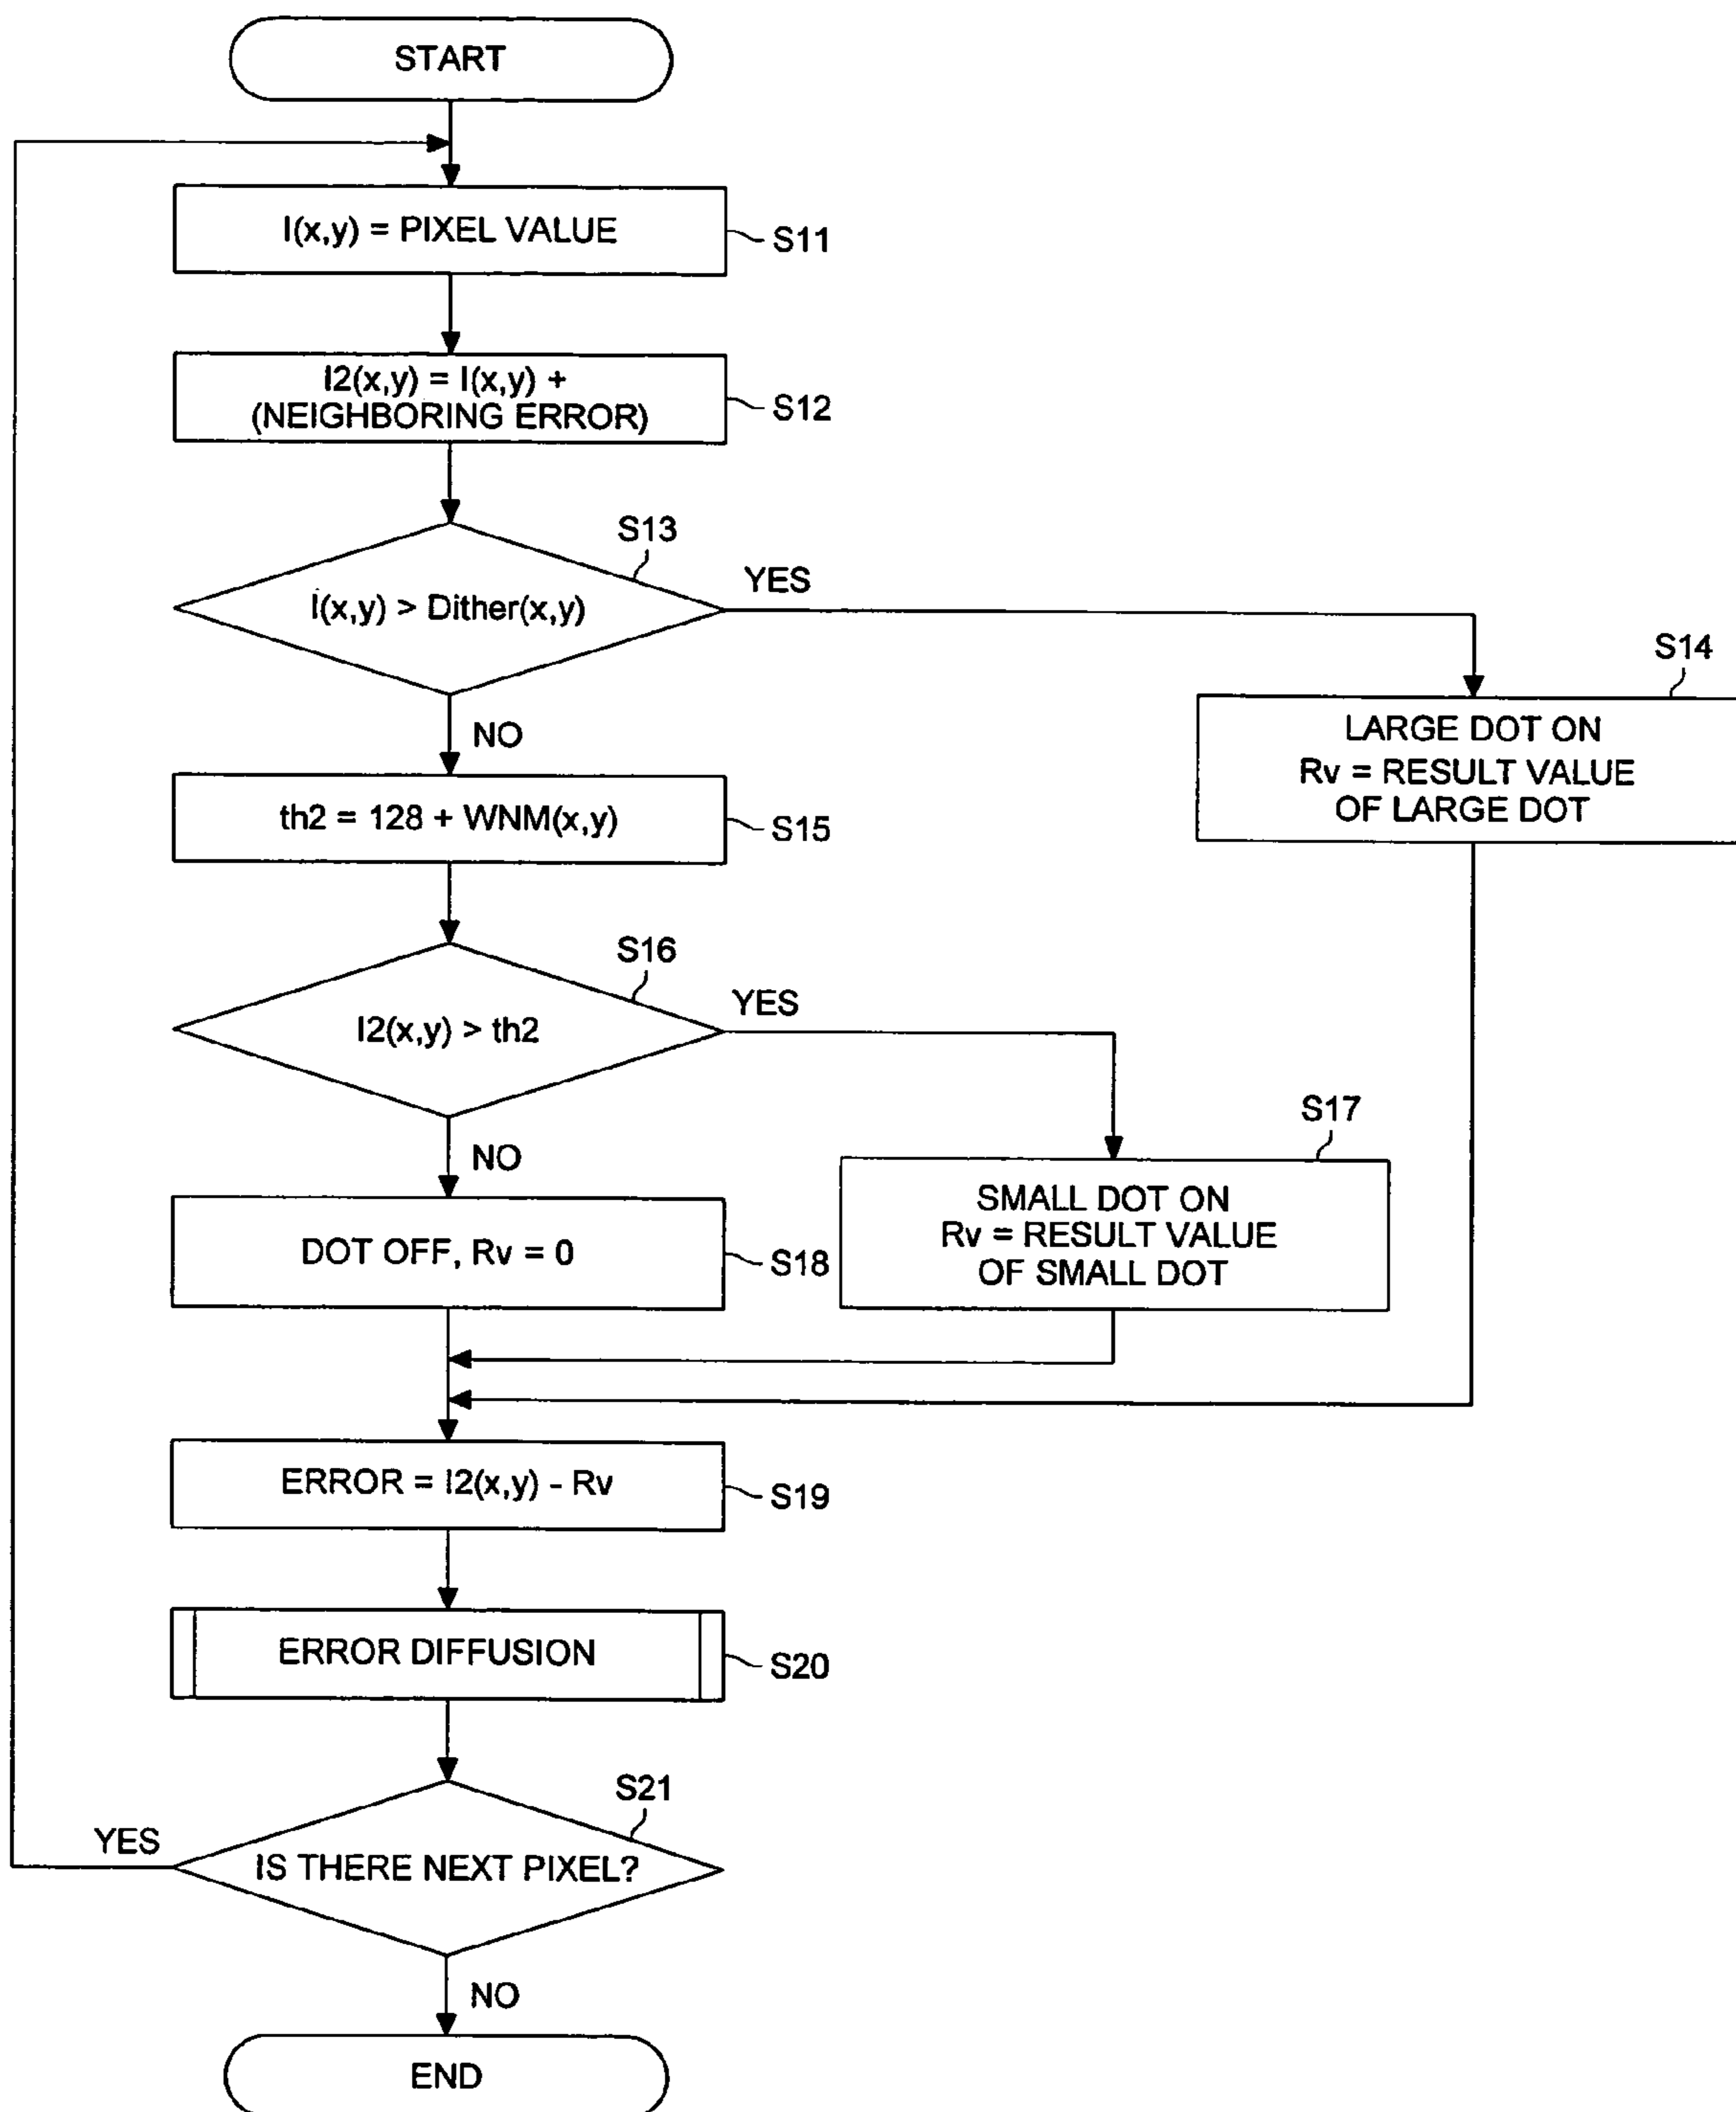 START
I(x,y) = PIXEL VALUE
S11
I2(x,y) = I(x,y) +
(NEIGHBORING ERROR)
S12
S13
I(x,y) > Dither(x,y)
YES
S14
LARGE DOT ON
Rv = RESULT VALUE
OF LARGE DOT
NO
th2 = 128 + WNM(x,y)
S15
S16
I2(x,y) > th2
YES
S17
SMALL DOT ON
Rv = RESULT VALUE
OF SMALL DOT
NO
DOT OFF, Rv = 0
S18
ERROR = I2(x,y) - Rv
S19
ERROR DIFFUSION
S20
S21
YES
IS THERE NEXT PIXEL?
NO
END